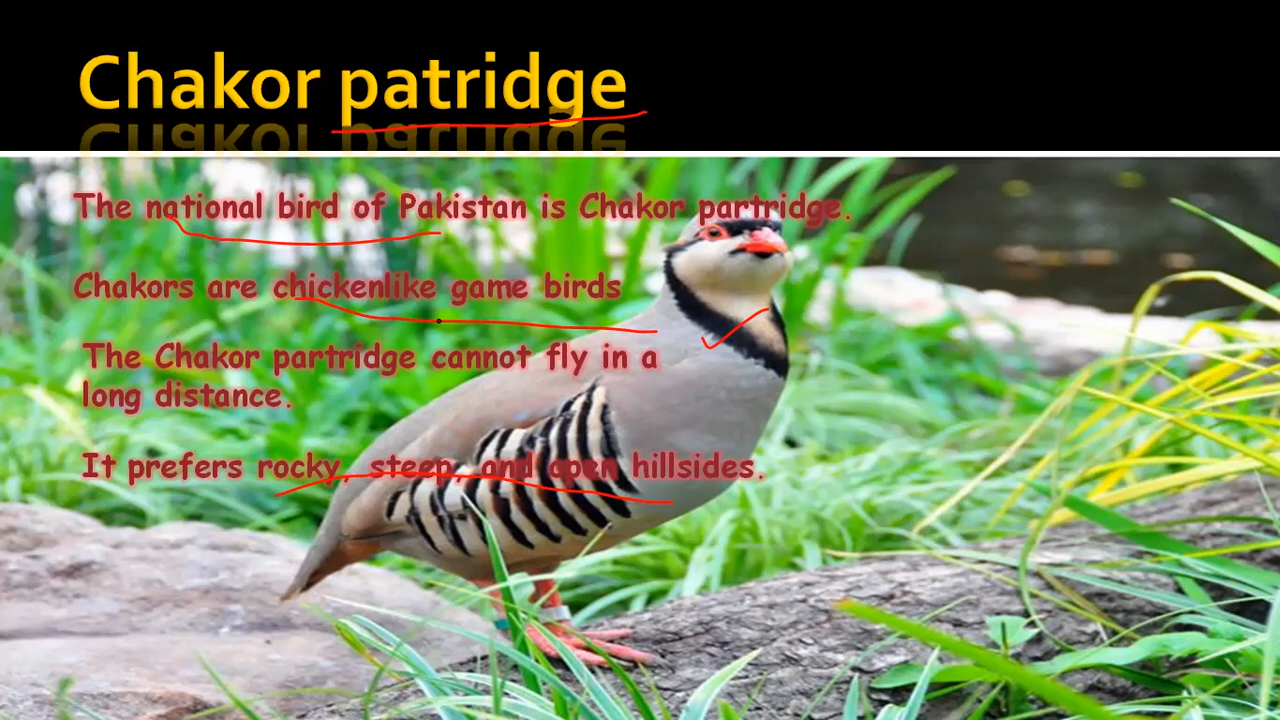 Chakor patridge
The national bird of Pakistan is Chakor partridge.
Chakors are chickenlike game birds
The Chakor partridge cannot fly in a
long distance.
It prefers rocky, steep, and open hillsides.